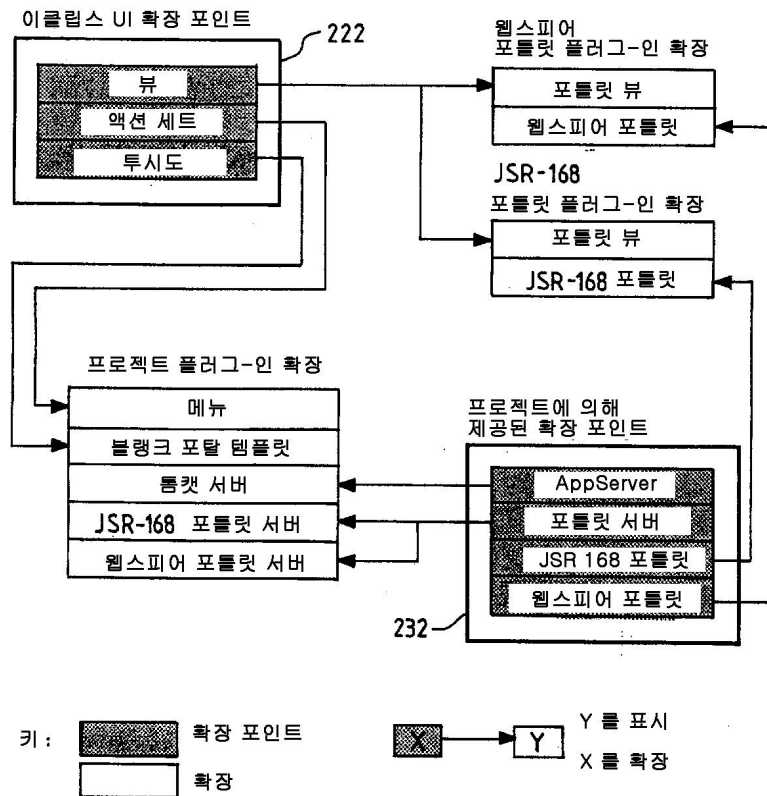 이클립스 UI 확장 포인트
222
뷰
액션 세트
투시도
웹스피어
포틀릿 플러그-인 확장
포틀릿 뷰
웹스피어 포틀릿
JSR-168
포틀릿 플러그-인 확장
포틀릿 뷰
JSR-168 포틀릿
프로젝트 플러그-인 확장
메뉴
블랭크 포탈 템플릿
톰캣 서버
JSR-168 포틀릿 서버
웹스피어 포틀릿 서버
프로젝트에 의해
제공된 확장 포인트
AppServer
포틀릿 서버
JSR 168 포틀릿
웹스피어 포틀릿
232
키 :
확장 포인트
확장
X
Y
Y 를 표시
X 를 확장